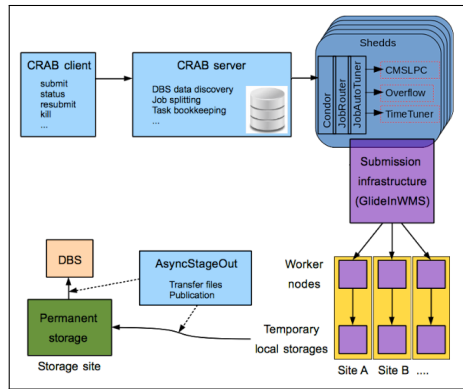 Shedds
CRAB client
submit
status
resubmit
kill
...
CRAB server
DBS data discovery
Job splitting
Task bookkeeping
...
Condor
JobRouter
JobAutoTuner
CMSLPC
Overflow
TimeTuner
Submission
infrastructure
(GlideInWMS)
DBS
AsyncStageOut
Transfer files
Publication
Worker
nodes
Permanent
storage
Storage site
Temporary
local storages
Site A
Site B
....